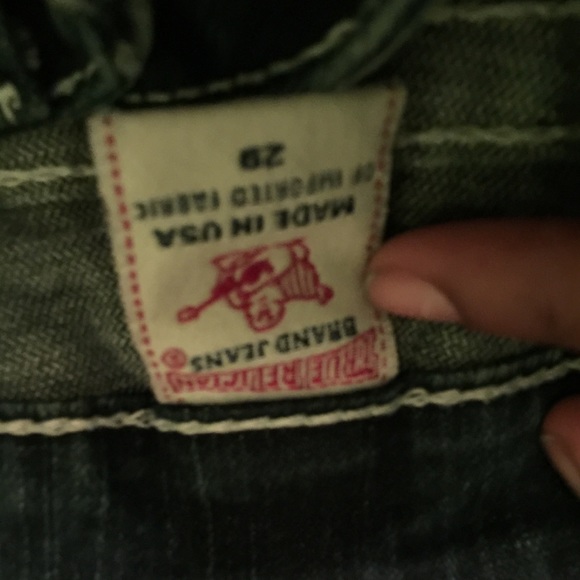 TRUE RELIGION
BRAND JEANS ®
MADE IN USA
OF IMPORTED FABRIC
29